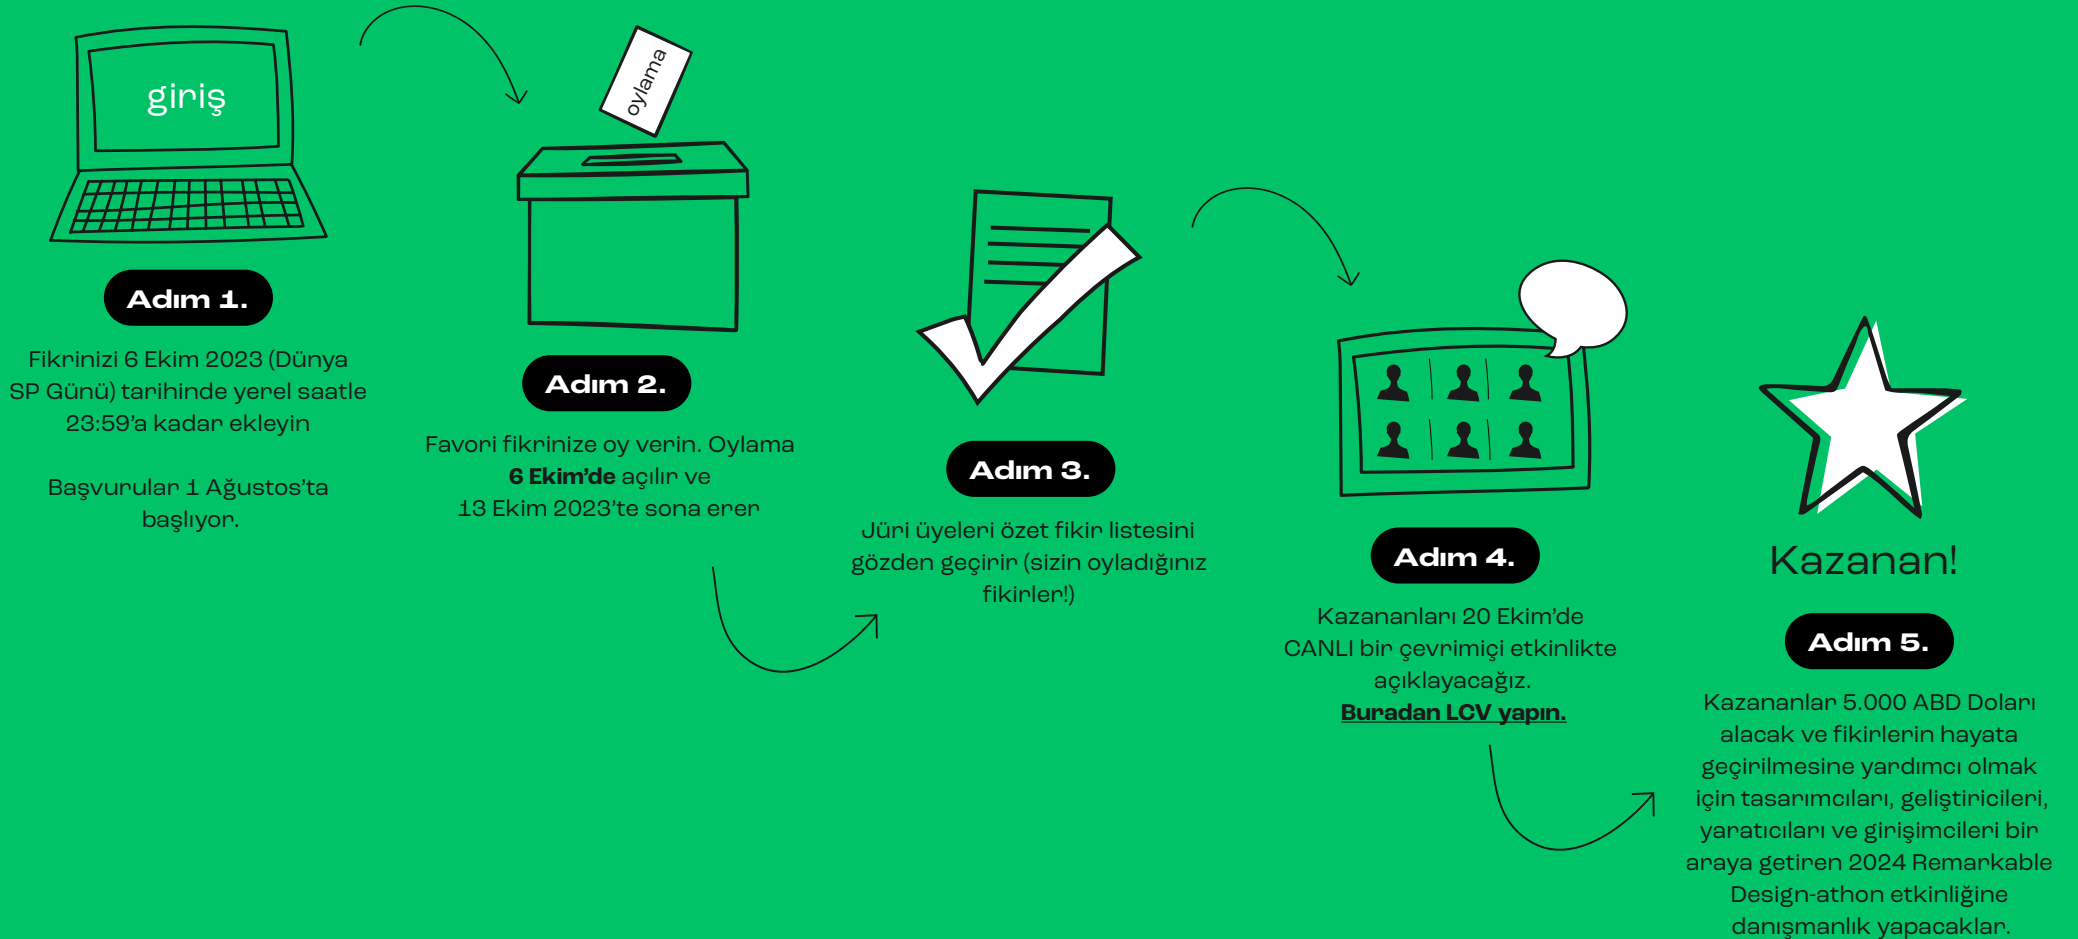 giriş
Adım 1.
Fikrinizi 6 Ekim 2023 (Dünya
SP Günü) tarihinde yerel saatle
23:59’a kadar ekleyin
Başvurular 1 Ağustos’ta
başlıyor.
oylama
Adım 2.
Favori fikrinize oy verin. Oylama
6 Ekim’de açılır ve
13 Ekim 2023’te sona erer
Adım 3.
Jüri üyeleri özet fikir listesini
gözden geçirir (sizin oyladığınız
fikirler!)
Adım 4.
Kazananları 20 Ekim’de
CANLI bir çevrimiçi etkinlikte
açıklayacağız.
Buradan LCV yapın.
Kazanan!
Adım 5.
Kazananlar 5.000 ABD Doları
alacak ve fikirlerin hayata
geçirilmesine yardımcı olmak
için tasarımcıları, geliştiricileri,
yaratıcıları ve girişimcileri bir
araya getiren 2024 Remarkable
Design-athon etkinliğine
danışmanlık yapacaklar.